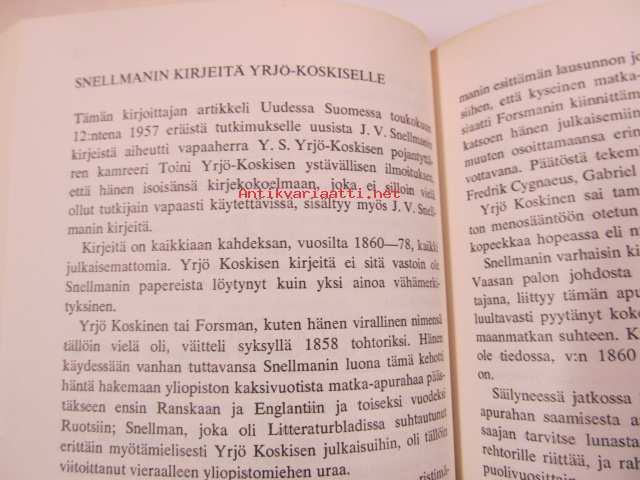 SNELLMANIN KIRJEITÄ YRJÖ-KOSKISELLE
Tämän kirjoittajan artikkeli Uudessa Suomessa toukokuun
12:ntena 1957 eräistä tutkimukselle uusista J. V. Snellmanin
kirjeistä aiheutti vapaaherra Y. S. Yrjö-Koskisen pojantyttä-
ren kamreeri Toini Yrjö-Koskisen ystävällisen ilmoituksen,
että hänen isoisänsä kirjekokoelmaan, joka ei silloin vielä
ollut tutkijain vapaasti käytettävissä, sisältyy myös J. V. Snell-
manin kirjeitä.
Kirjeitä on kaikkiaan kahdeksan, vuosilta 1860—78, kaikki
julkaisemattomia. Yrjö Koskisen kirjeitä ei sitä vastoin ole
Snellmanin papereista löytynyt kuin yksi ainoa vähämerki-
tyksinen.
Yrjö Koskinen tai Forsman, kuten hänen virallinen nimensä
tällöin vielä oli, väitteli syksyllä 1858 tohtoriksi. Hänen
käydessään vanhan tuttavansa Snellmanin luona tämä kehotti
häntä hakemaan yliopiston kaksivuotista matka-apurahaa pääs-
täkseen ensin Ranskaan ja Englantiin ja toiseksi vuodeksi
Ruotsiin; Snellman, joka oli Litteraturbladissa suhtautunut
erittäin myötämielisesti Yrjö Koskisen julkaisuihin, oli tällöin
viitoittanut vieraalleen yliopistomiehen uraa.
ristimä-
manin esittämän lausunnon jo
siihen, että kyseinen matka-
siaatti Forsmanin kiinnittäm
katsoen hänen julkaisemiin
muuten osoittamaansa erin
vottavana. Päätöstä tekem
Fredrik Cygnaeus, Gabriel
Yrjö Koskinen sai tam
ton menosääntöön otetun
kopeekkaa hopeassa eli n
Snellmanin varhaisin ki
Vaasan palon johdosta
tajana, liittyy tämän apu
luultavasti pyytänyt koko
maanmatkan suhteen. K
ole tiedossa, v:n 1860
on.
Säilyneessä jatkossa
apurahan saamisesta a
saajan tarvitse lunasta
rehtorille riittää, ja rah
puolivuosittain
Antikvariaatti.net